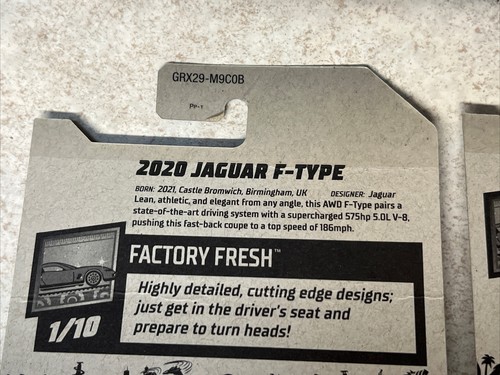 GRX29-M9C0B
PP-1
2020 JAGUAR F-TYPE
BORN: 2021, Castle Bromwich, Birmingham, UK DESIGNER: Jaguar
Lean, athletic, and elegant from any angle, this AWD F-Type pairs a
state-of-the-art driving system with a supercharged 575hp 5.0L V-8,
pushing this fast-back coupe to a top speed of 186mph.
FACTORY FRESH™
Highly detailed, cutting edge designs;
just get in the driver's seat and
prepare to turn heads!
1/10